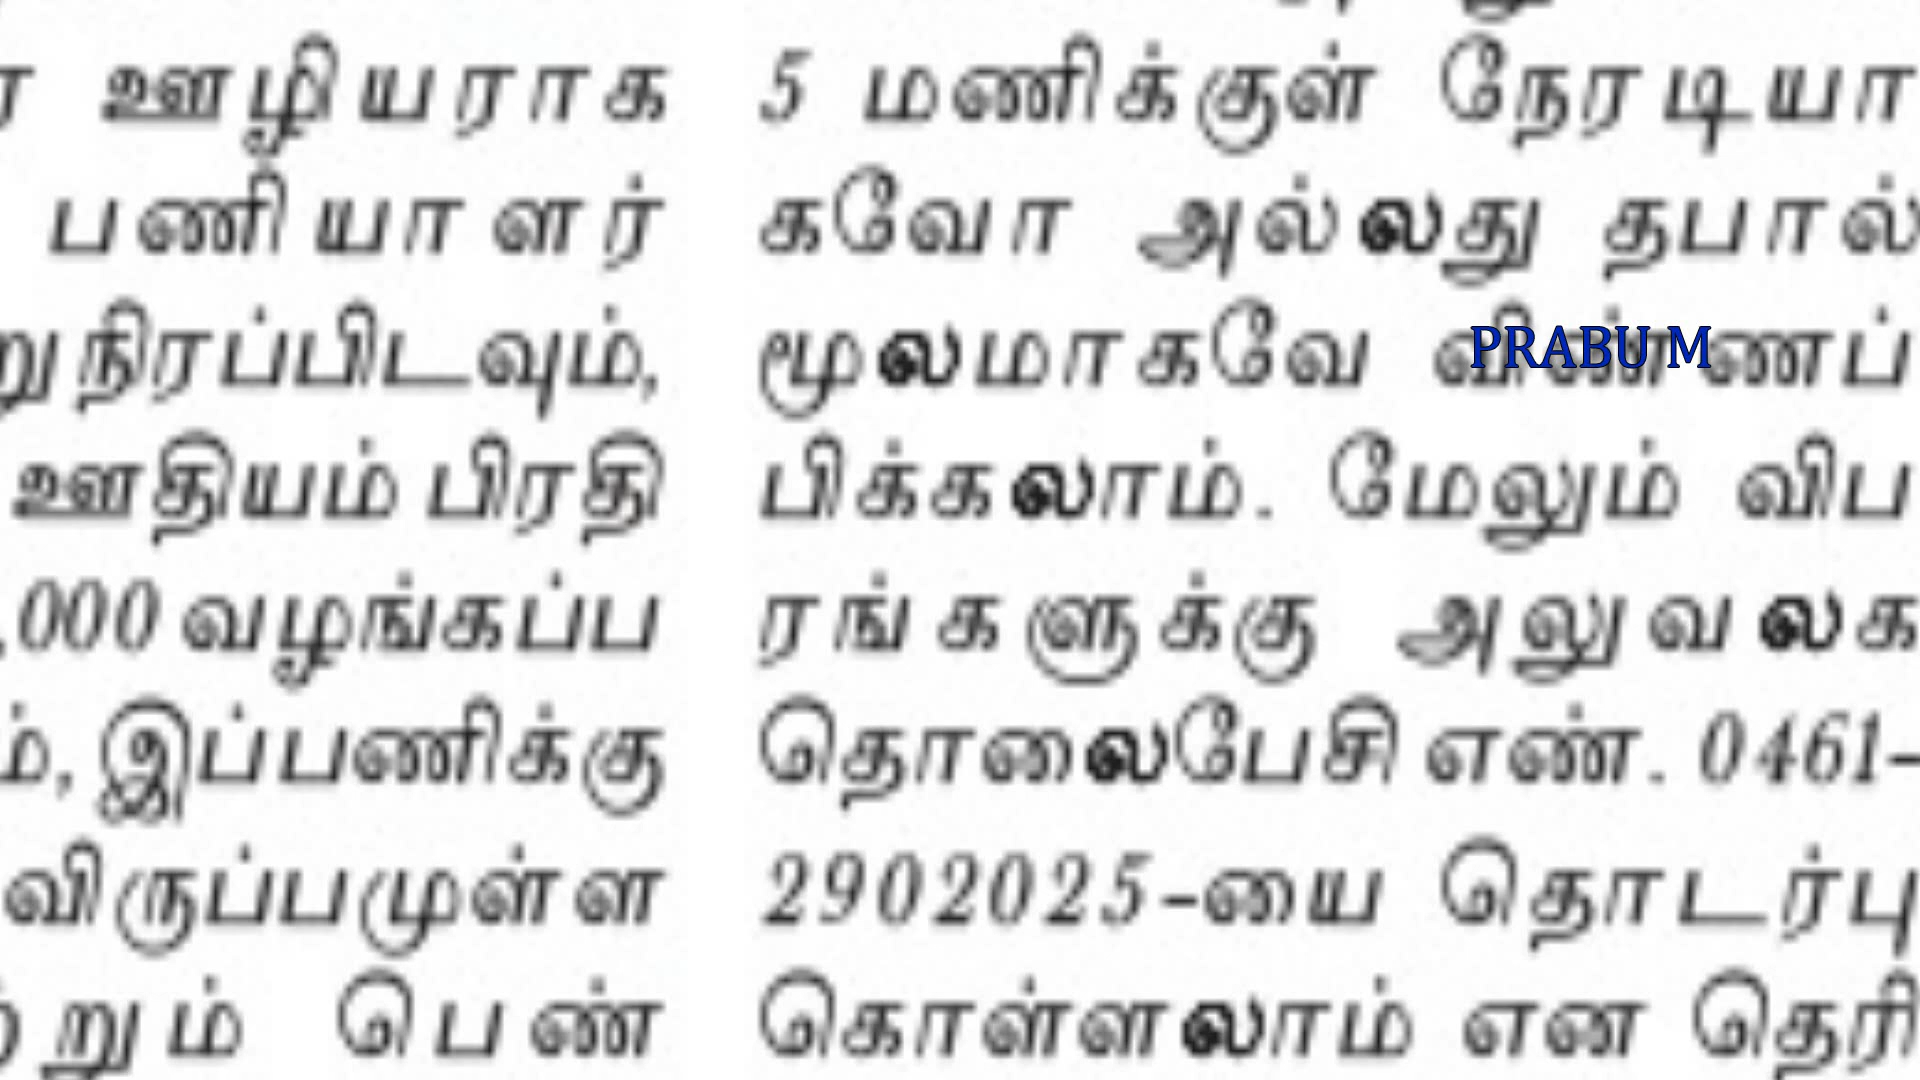 ஊழியராக
பணியாளர்
றுநிரப்பிடவும்,
ஊதியம் பிரதி
,000 வழங்கப்ப
ம், இப்பணிக்கு
விருப்பமுள்ள
றும் பெண்
5 மணிக்குள் நேரடியா
கவோ அல்லது தபால்
மூலமாகவே விண்ணப்
பிக்கலாம். மேலும் விப
ரங்களுக்கு அலுவலக
தொலைபேசி எண். 0461-
2902025-யை தொடர்பு
கொள்ளலாம் என தெரி
PRABU M